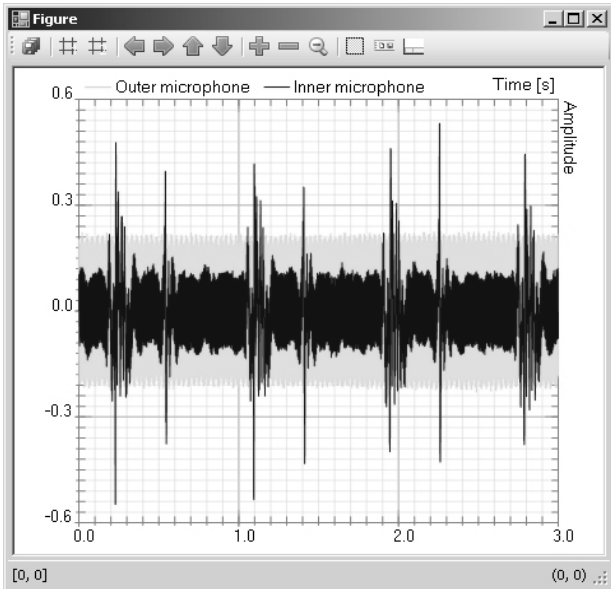 Figure
Outer microphone
Inner microphone
Time [s]
Amplitude
0.6
0.3
0.0
-0.3
-0.6
0.0
1.0
2.0
3.0
[0, 0]
(0, 0)